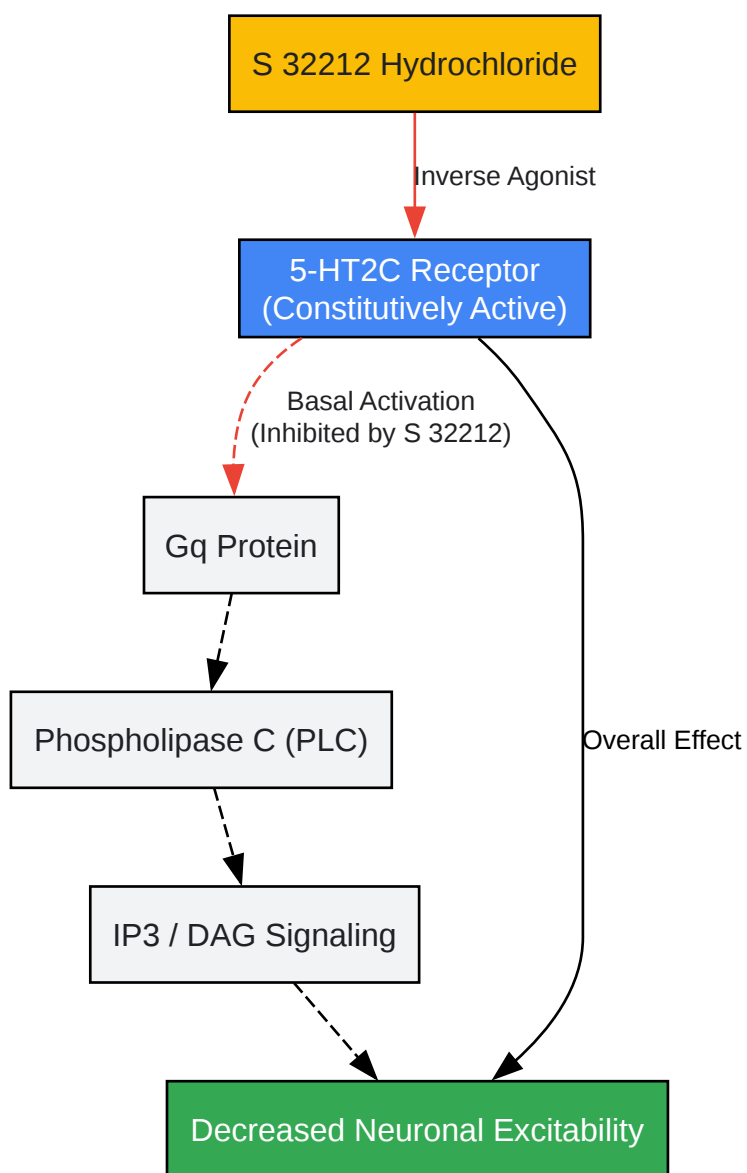 S 32212 Hydrochloride
Inverse Agonist
5-HT2C Receptor
(Constitutively Active)
Basal Activation
(Inhibited by S 32212)
Gq Protein
Phospholipase C (PLC)
Overall Effect
IP3 / DAG Signaling
Decreased Neuronal Excitability